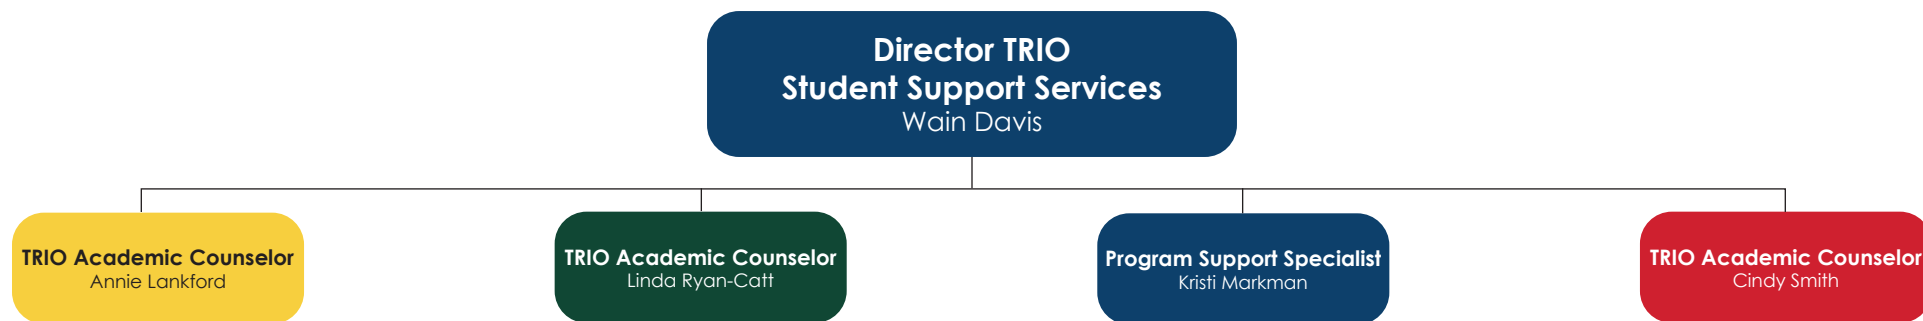 Director TRIO
Student Support Services
Wain Davis
TRIO Academic Counselor
Annie Lankford
TRIO Academic Counselor
Linda Ryan-Catt
Program Support Specialist
Kristi Markman
TRIO Academic Counselor
Cindy Smith